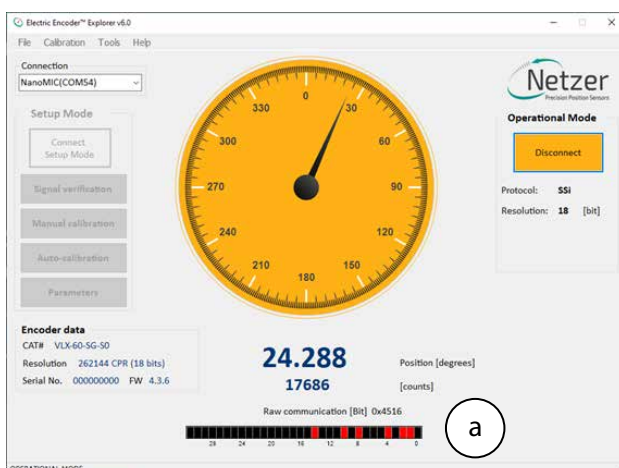 Electric Encoder™ Explorer v6.0
File Calibration Tools Help
Connection
NanoMIC(COM54)
Netzer
Precision Position Sensors
Setup Mode
Connect
Setup Mode
Signal verification
Manual calibration
Auto-calibration
Parameters
0
30
60
90
120
150
180
210
240
270
300
330
Operational Mode
Disconnect
Protocol: SSi
Resolution: 18 [bit]
Encoder data
CAT# VLX-60-SG-S0
Resolution 262144 CPR (18 bits)
Serial No. 000000000 FW 4.3.6
24.288 Position [degrees]
17686 [counts]
Raw communication [Bit] 0x4516
28 24 20 16 12 8 4 0
a
OPERATIONAL MODE